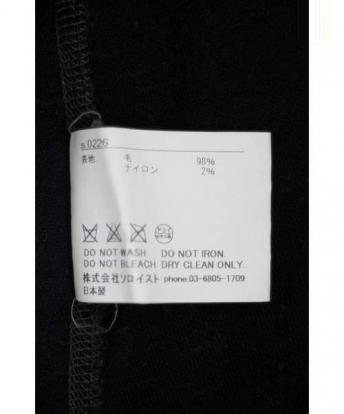 s.0226
表地 毛 98%
ナイロン 2%
DO NOT WASH DO NOT IRON.
DO NOT BLEACH. DRY CLEAN ONLY.
株式会社ソロイスト phone.03-6805-1709
日本製